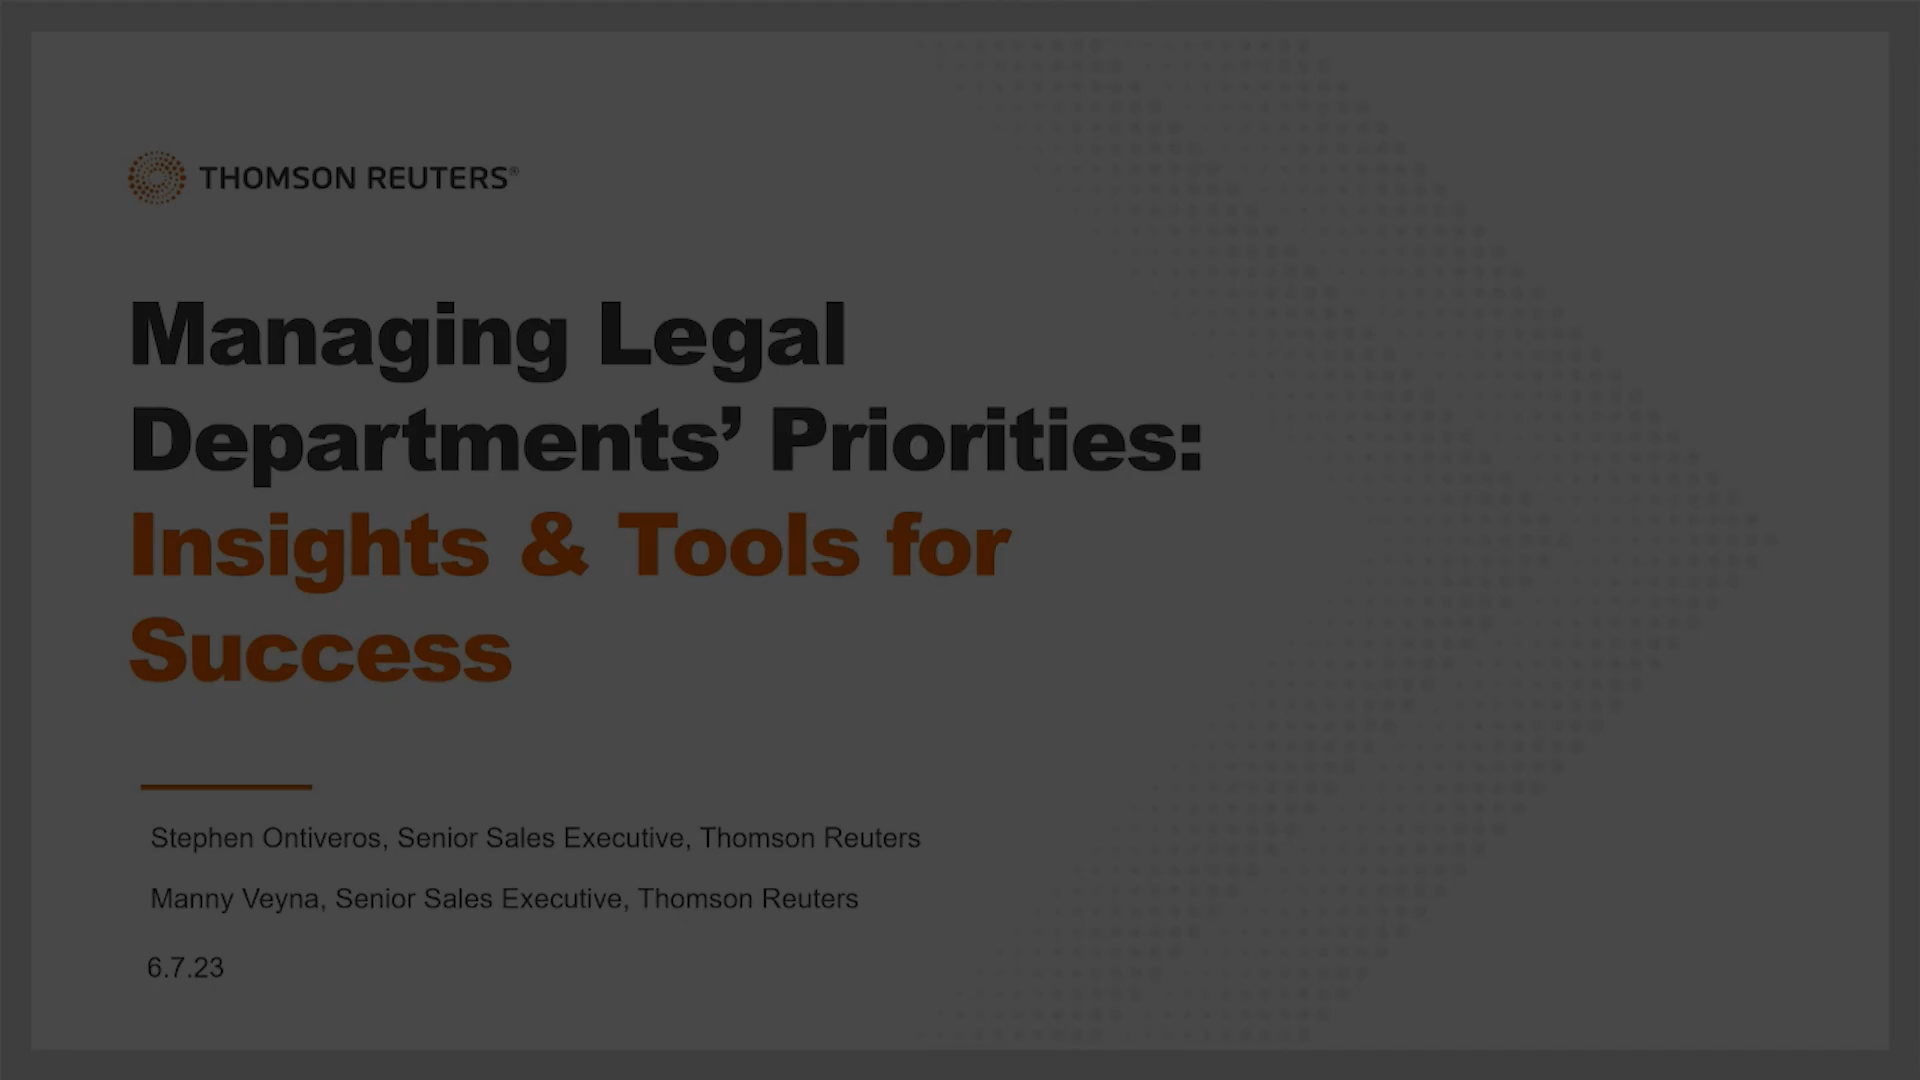 THOMSON REUTERS®
Managing Legal
Departments’ Priorities:
Insights & Tools for
Success
Stephen Ontiveros, Senior Sales Executive, Thomson Reuters
Manny Veyna, Senior Sales Executive, Thomson Reuters
6.7.23